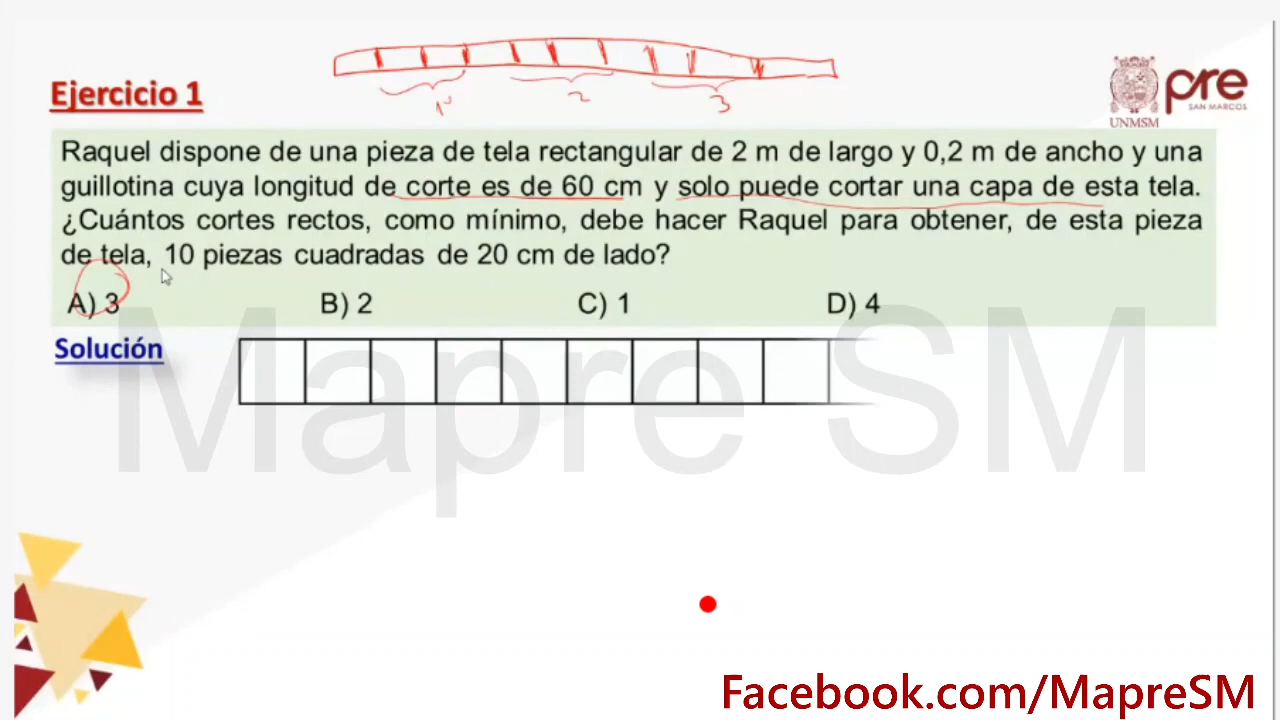 1º 2 3
Ejercicio 1
pre
SAN MARCOS
UNMSM
Raquel dispone de una pieza de tela rectangular de 2 m de largo y 0,2 m de ancho y una
guillotina cuya longitud de corte es de 60 cm y solo puede cortar una capa de esta tela.
¿Cuántos cortes rectos, como mínimo, debe hacer Raquel para obtener, de esta pieza
de tela, 10 piezas cuadradas de 20 cm de lado?
A) 3 B) 2 C) 1 D) 4
Solución
Mapre SM
Facebook.com/MapreSM